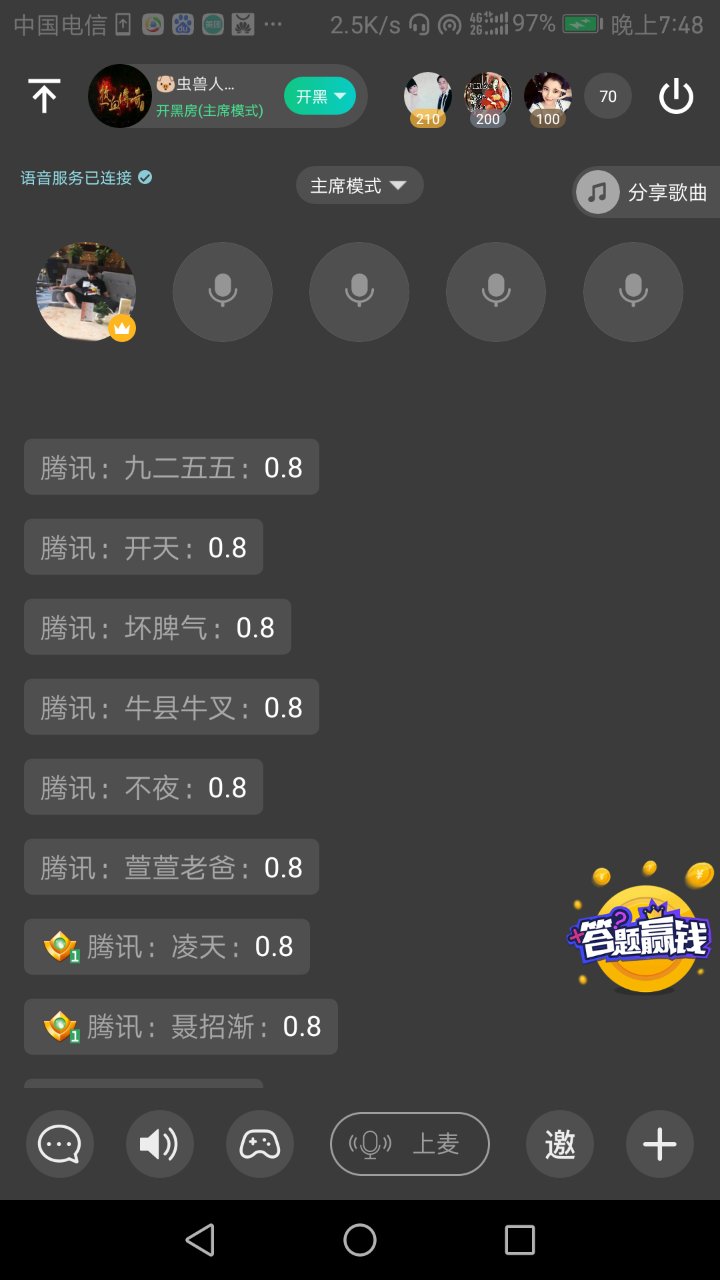 中国电信 ... 2.5K/s 4G 2G 97% 晚上7:48
虫兽人...
开黑房(主席模式)
开黑
210
200
100
70
语音服务已连接
主席模式
分享歌曲
腾讯：九二五五：0.8
腾讯：开天：0.8
腾讯：坏脾气：0.8
腾讯：牛县牛叉：0.8
腾讯：不夜：0.8
腾讯：萱萱老爸：0.8
1 腾讯：凌天：0.8
1 腾讯：聂招渐：0.8
答题赢钱
上麦
邀